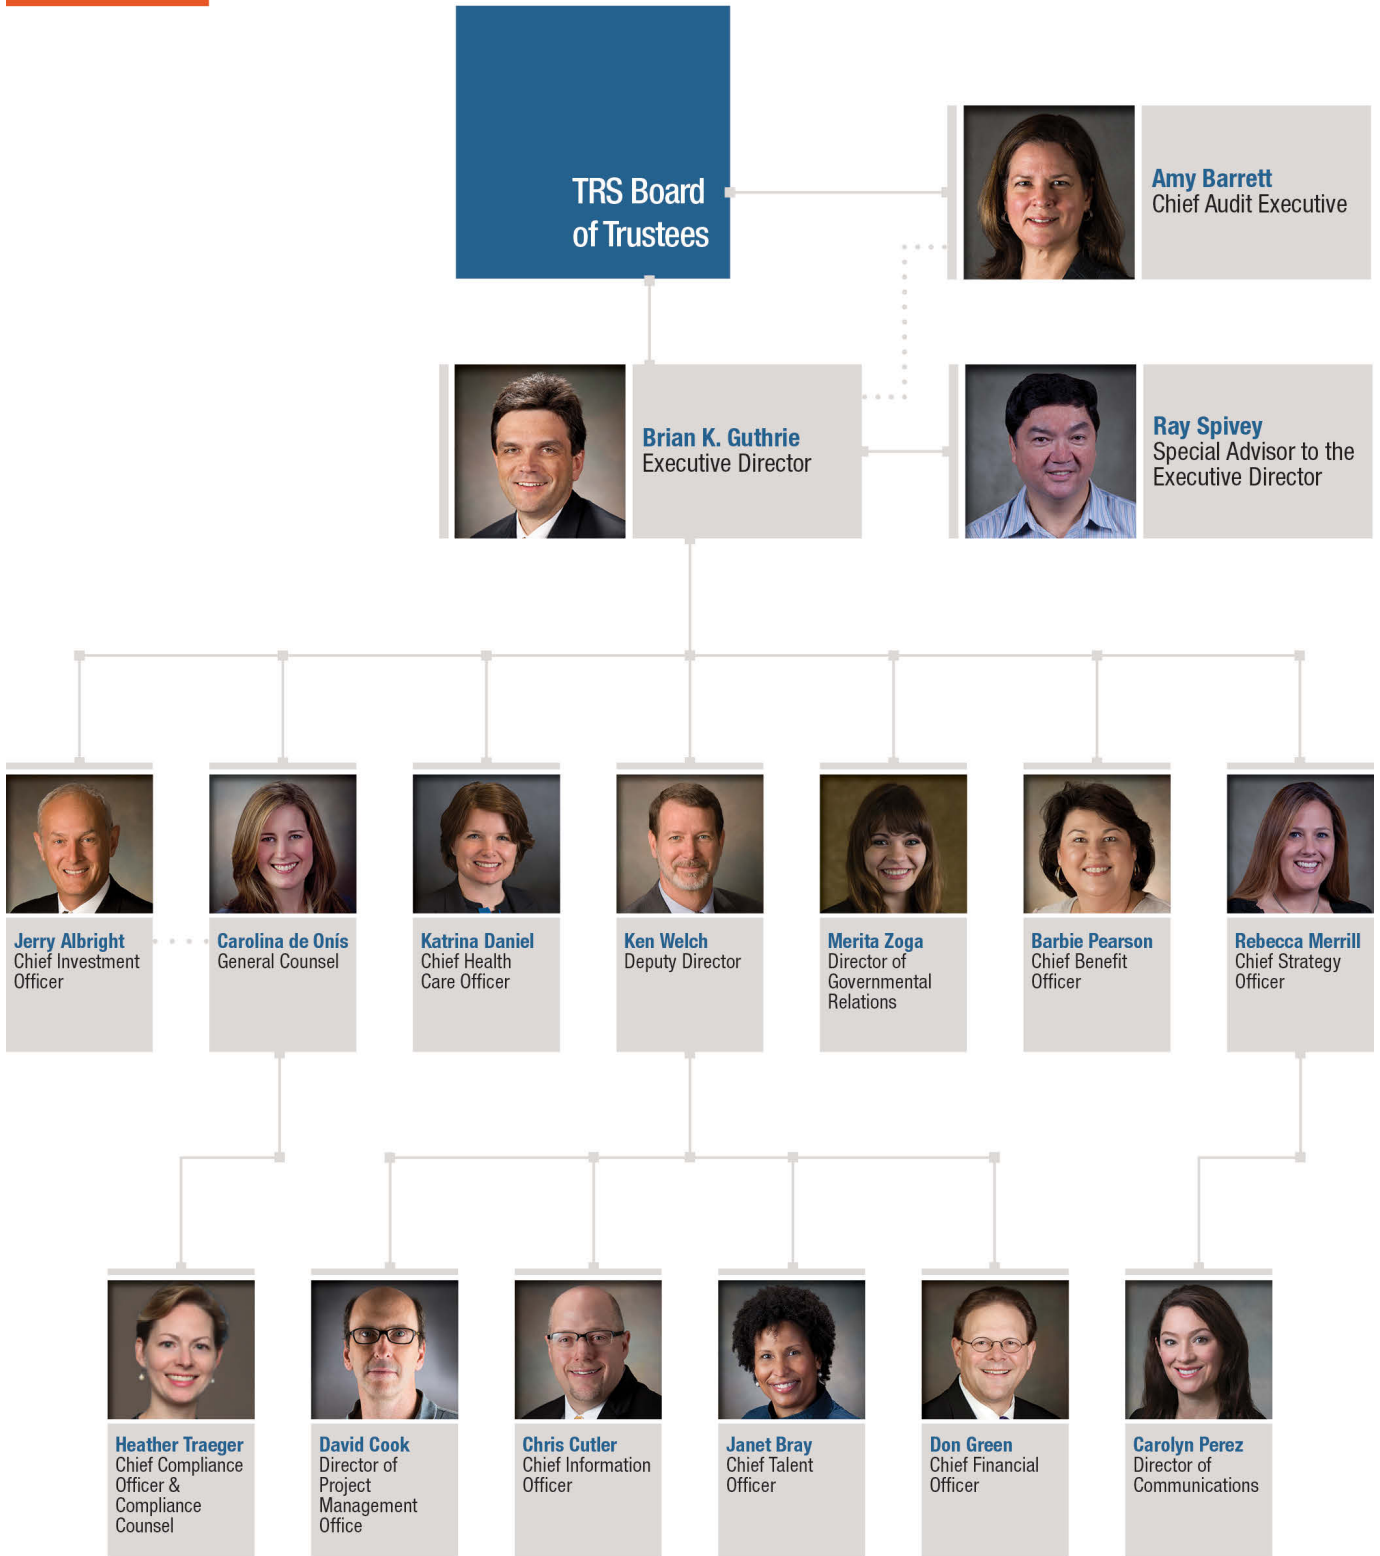 TRS Board
of Trustees
Amy Barrett
Chief Audit Executive
Brian K. Guthrie
Executive Director
Ray Spivey
Special Advisor to the
Executive Director
Jerry Albright
Chief Investment
Officer
Carolina de Onís
General Counsel
Katrina Daniel
Chief Health
Care Officer
Ken Welch
Deputy Director
Merita Zoga
Director of
Governmental
Relations
Barbie Pearson
Chief Benefit
Officer
Rebecca Merrill
Chief Strategy
Officer
Heather Traeger
Chief Compliance
Officer &
Compliance
Counsel
David Cook
Director of
Project
Management
Office
Chris Cutler
Chief Information
Officer
Janet Bray
Chief Talent
Officer
Don Green
Chief Financial
Officer
Carolyn Perez
Director of
Communications